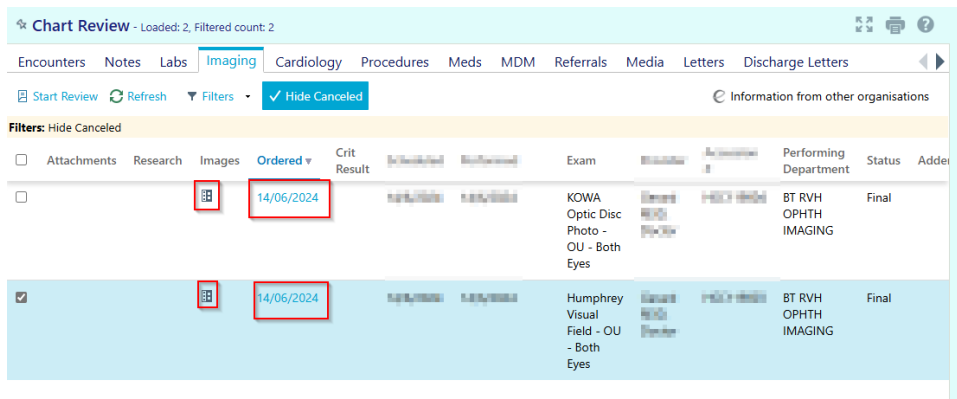 Chart Review - Loaded: 2, Filtered count: 2
Encounters Notes Labs Imaging Cardiology Procedures Meds MDM Referrals Media Letters Discharge Letters
Start Review Refresh Filters Hide Canceled Information from other organisations
Filters: Hide Canceled
Attachments Research Images Ordered Crit Result Exam Performing Department Status Adder
14/06/2024
KOWA
Optic Disc
Photo -
OU - Both
Eyes
BT RVH
OPHTH
IMAGING
Final
14/06/2024
Humphrey
Visual
Field - OU
- Both
Eyes
BT RVH
OPHTH
IMAGING
Final